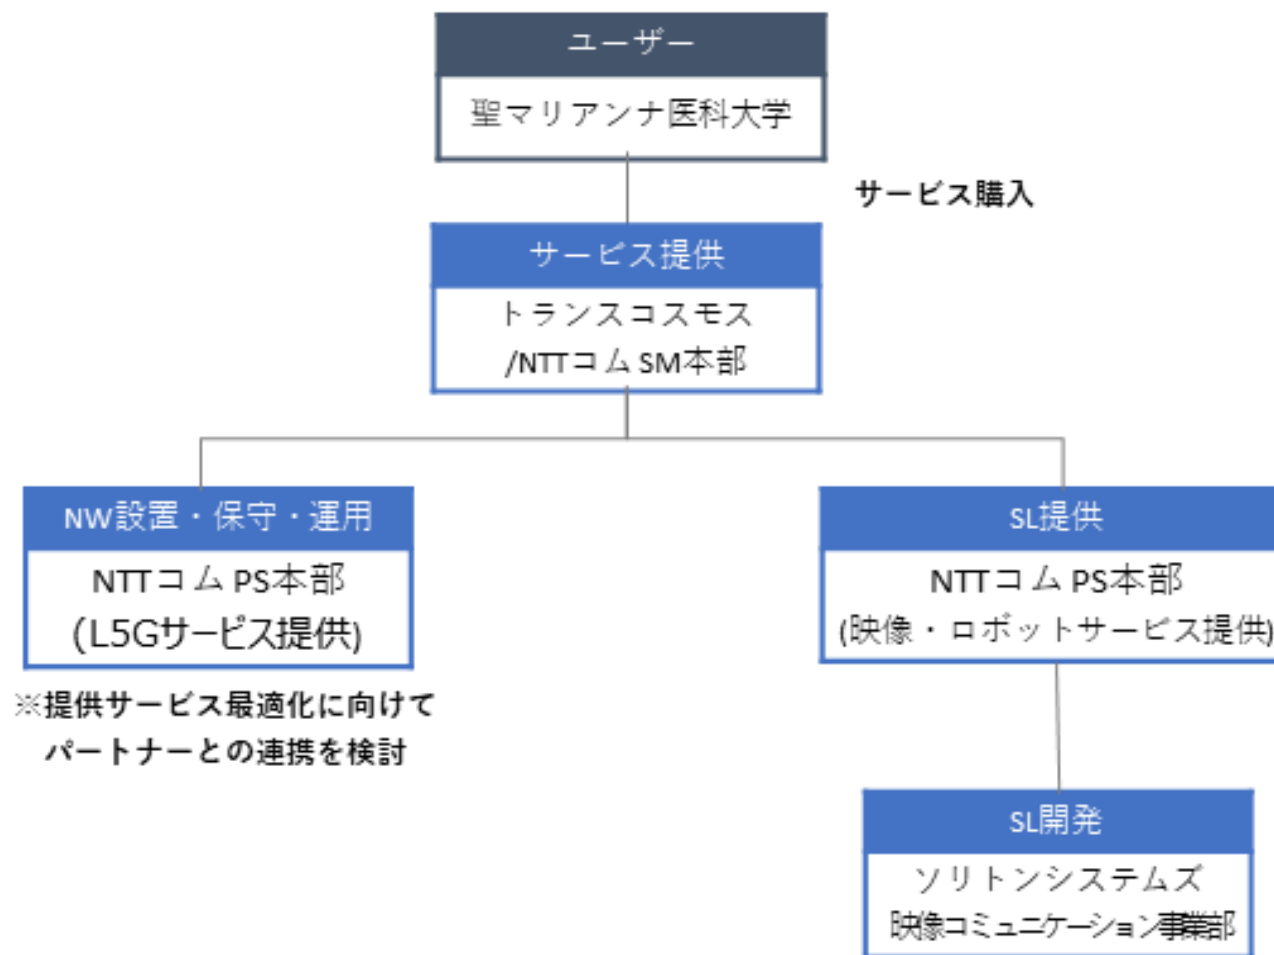 ユーザー
聖マリアンナ医科大学
サービス購入
サービス提供
トランスコスモス
/NTTコム SM本部
NW設置・保守・運用
NTTコム PS本部
(L5Gサービス提供)
※提供サービス最適化に向けて
パートナーとの連携を検討
SL提供
NTTコム PS本部
(映像・ロボットサービス提供)
SL開発
ソリトンシステムズ
映像コミュニケーション事業部